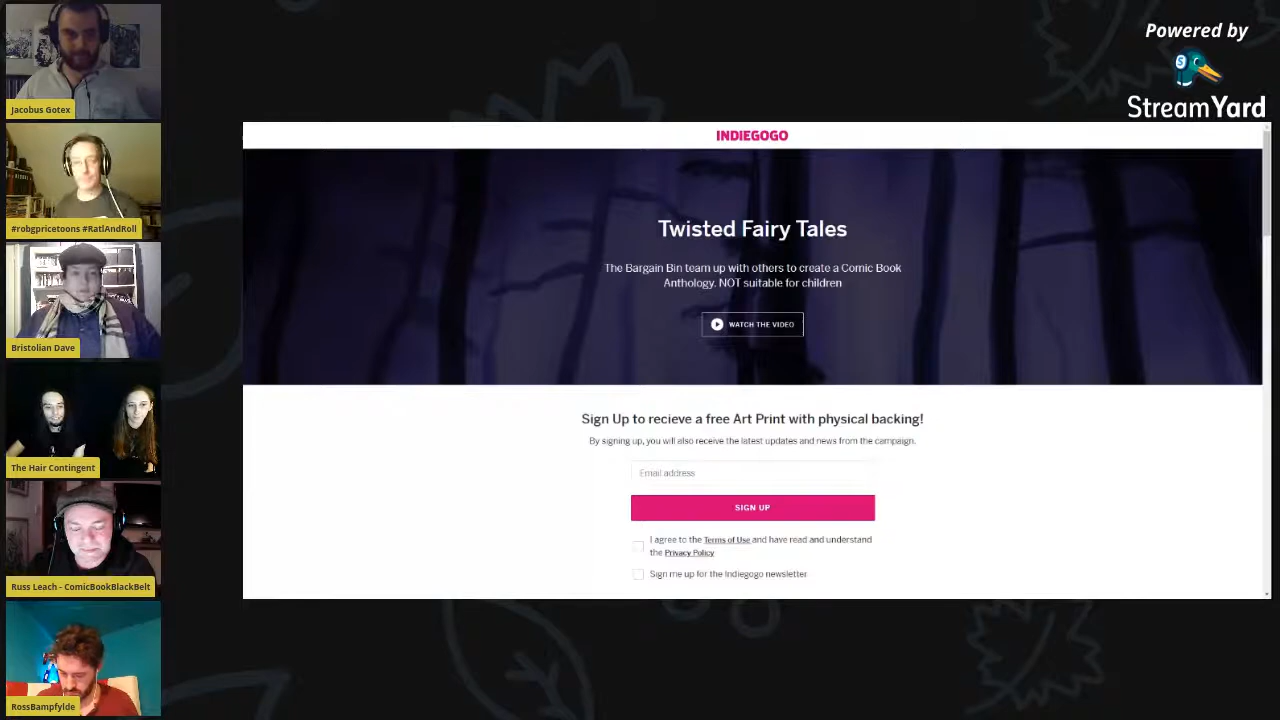 Powered by
StreamYard
Jacobus Gotex
#robgpricetoons #RatlAndRoll
Bristolian Dave
The Hair Contingent
Russ Leach - ComicBookBlackBelt
RossBampfylde
INDIEGOGO
Twisted Fairy Tales
The Bargain Bin team up with others to create a Comic Book
Anthology. NOT suitable for children
WATCH THE VIDEO
Sign Up to recieve a free Art Print with physical backing!
By signing up, you will also receive the latest updates and news from the campaign.
Email address
SIGN UP
I agree to the Terms of Use and have read and understand
the Privacy Policy
Sign me up for the Indiegogo newsletter